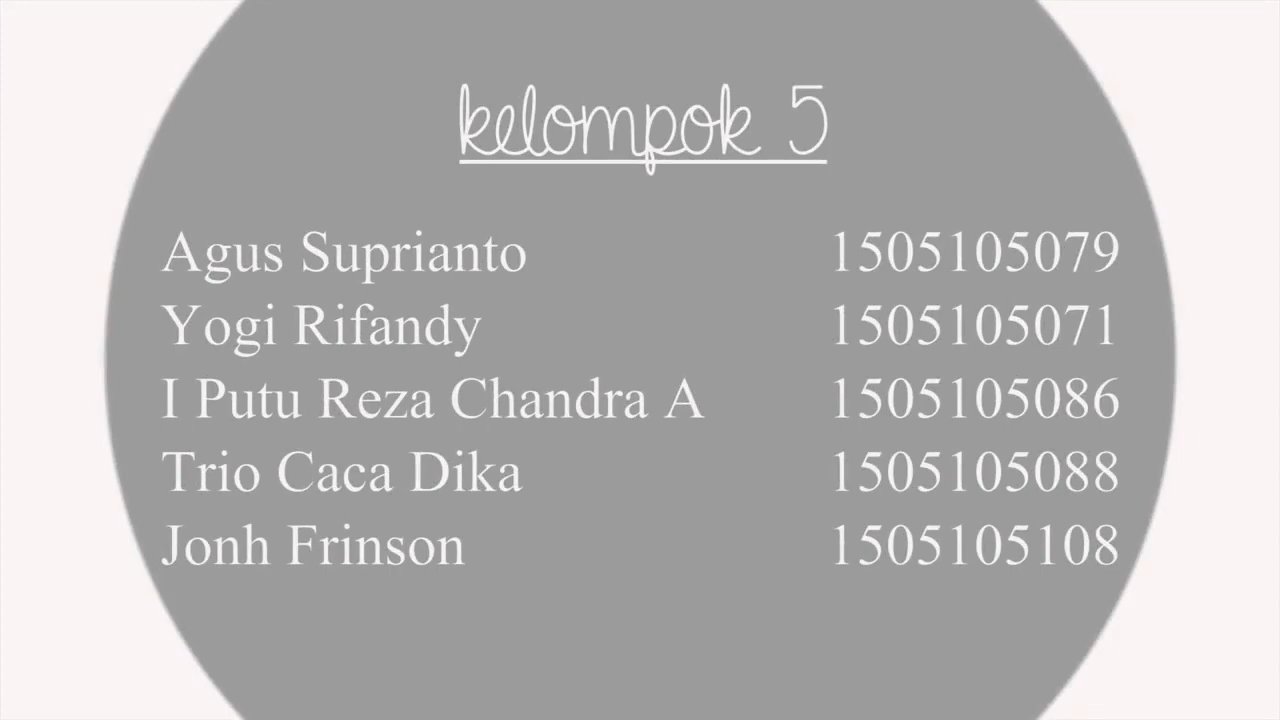 kelompok 5
Agus Suprianto 1505105079
Yogi Rifandy 1505105071
I Putu Reza Chandra A 1505105086
Trio Caca Dika 1505105088
Jonh Frinson 1505105108